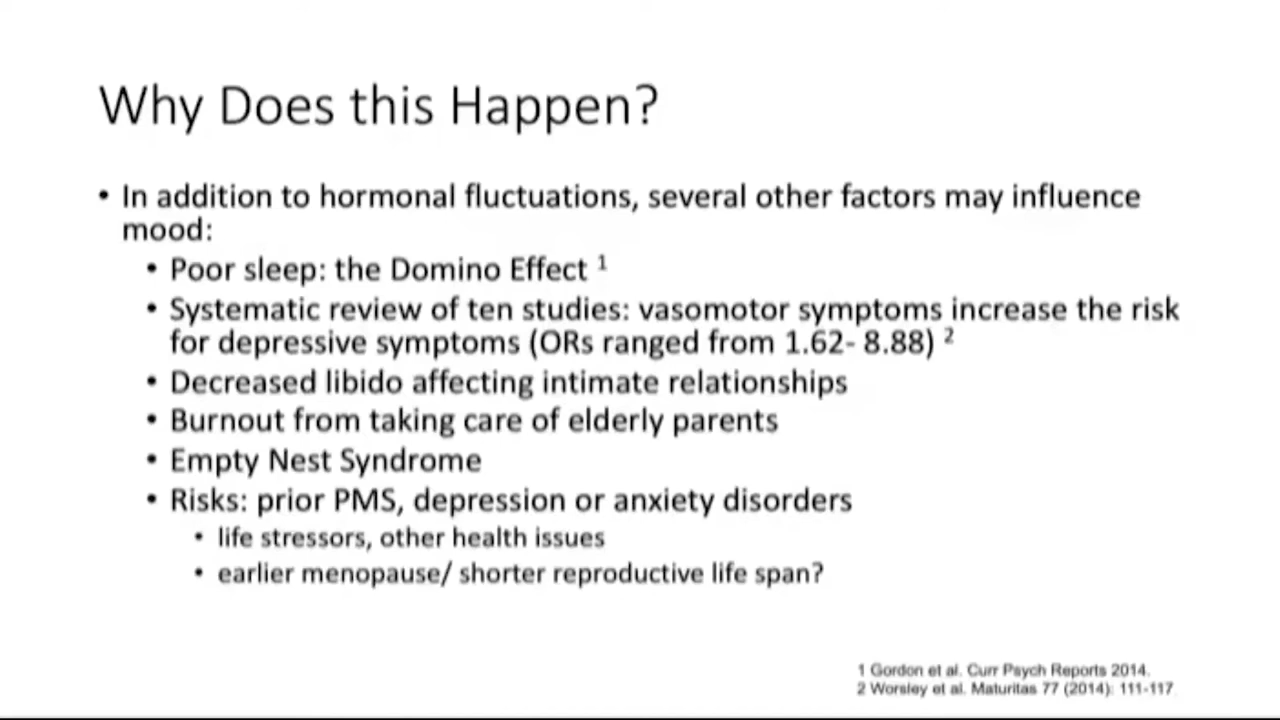 Why Does this Happen?
• In addition to hormonal fluctuations, several other factors may influence
mood:
• Poor sleep: the Domino Effect 1
• Systematic review of ten studies: vasomotor symptoms increase the risk
for depressive symptoms (ORs ranged from 1.62- 8.88) 2
• Decreased libido affecting intimate relationships
• Burnout from taking care of elderly parents
• Empty Nest Syndrome
• Risks: prior PMS, depression or anxiety disorders
• life stressors, other health issues
• earlier menopause/ shorter reproductive life span?
1 Gordon et al. Curr Psych Reports 2014.
2 Worsley et al. Maturitas 77 (2014): 111-117